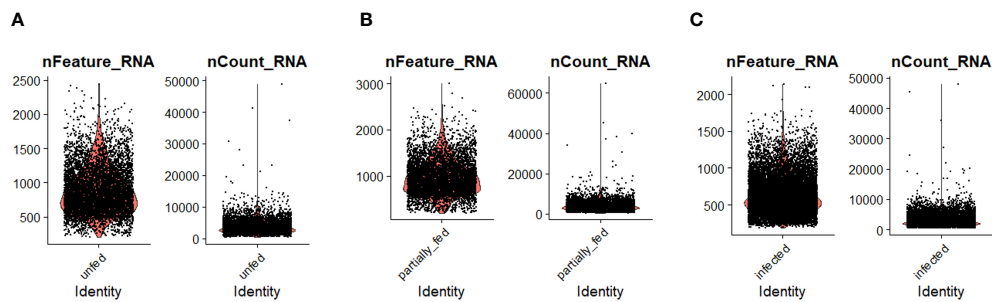 A
nFeature_RNA
2500
2000
1500
1000
500
unfed
Identity
nCount_RNA
50000
40000
30000
20000
10000
0
unfed
Identity
B
nFeature_RNA
3000
2000
1000
partially_fed
Identity
nCount_RNA
60000
40000
20000
0
partially_fed
Identity
C
nFeature_RNA
2000
1500
1000
500
infected
Identity
nCount_RNA
50000
40000
30000
20000
10000
0
infected
Identity